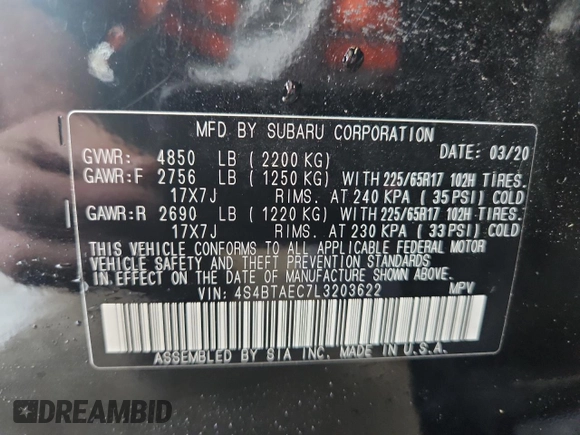 MFD BY SUBARU CORPORATION
GVWR: 4850 LB (2200 KG) DATE: 03/20
GAWR:F 2756 LB (1250 KG) WITH 225/65R17 102H TIRES.
17X7J RIMS. AT 240 KPA (35 PSI) COLD
GAWR:R 2690 LB (1220 KG) WITH 225/65R17 102H TIRES.
17X7J RIMS. AT 230 KPA (33 PSI) COLD
THIS VEHICLE CONFORMS TO ALL APPLICABLE FEDERAL MOTOR
VEHICLE SAFETY AND THEFT PREVENTION STANDARDS
IN EFFECT ON THE DATE OF MANUFACTURE SHOWN ABOVE.
VIN: 4S4BTAEC7L3203622 MPV
ASSEMBLED BY SIA INC. MADE IN U.S.A.
DREAMBID